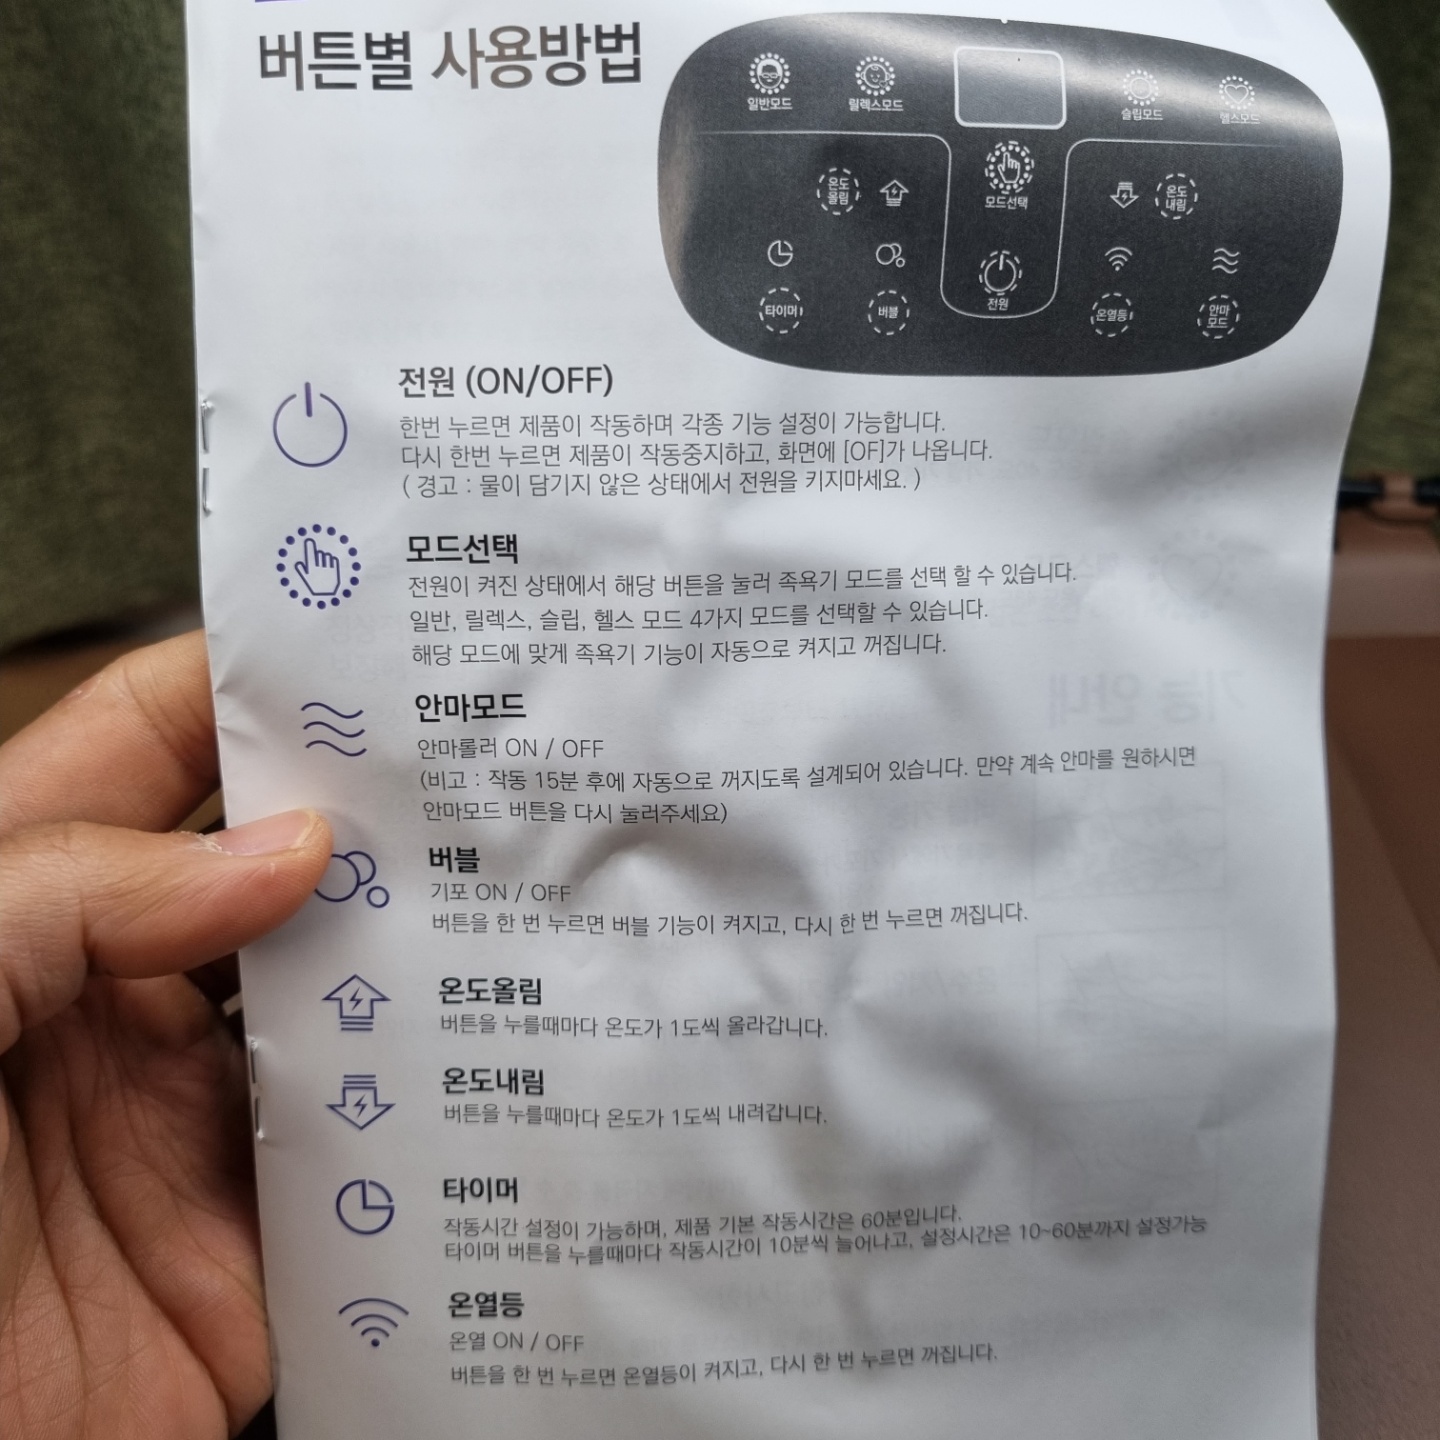 버튼별 사용방법
일반모드
릴렉스모드
슬립모드
헬스모드
온도
올림
모드선택
온도
내림
타이머
버블
전원
온열등
안마
모드
전원 (ON/OFF)
한번 누르면 제품이 작동하며 각종 기능 설정이 가능합니다.
다시 한번 누르면 제품이 작동중지하고, 화면에 [OF]가 나옵니다.
( 경고 : 물이 담기지 않은 상태에서 전원을 키지마세요. )
모드선택
전원이 켜진 상태에서 해당 버튼을 눌러 족욕기 모드를 선택 할 수 있습니다.
일반, 릴렉스, 슬립, 헬스 모드 4가지 모드를 선택할 수 있습니다.
해당 모드에 맞게 족욕기 기능이 자동으로 켜지고 꺼집니다.
안마모드
안마롤러 ON / OFF
(비고 : 작동 15분 후에 자동으로 꺼지도록 설계되어 있습니다. 만약 계속 안마를 원하시면
안마모드 버튼을 다시 눌러주세요)
버블
기포 ON / OFF
버튼을 한 번 누르면 버블 기능이 켜지고, 다시 한 번 누르면 꺼집니다.
온도올림
버튼을 누를때마다 온도가 1도씩 올라갑니다.
온도내림
버튼을 누를때마다 온도가 1도씩 내려갑니다.
타이머
작동시간 설정이 가능하며, 제품 기본 작동시간은 60분입니다.
타이머 버튼을 누를때마다 작동시간이 10분씩 늘어나고, 설정시간은 10~60분까지 설정가능
온열등
온열 ON / OFF
버튼을 한 번 누르면 온열등이 켜지고, 다시 한 번 누르면 꺼집니다.